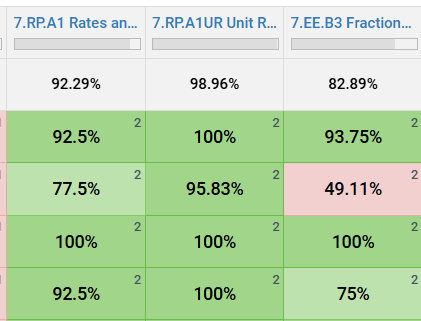 7.RP.A1 Rates an... 7.RP.A1UR Unit R... 7.EE.B3 Fraction...
92.29% 98.96% 82.89%
92.5% 2 100% 2 93.75% 2
77.5% 2 95.83% 2 49.11% 2
100% 2 100% 2 100% 2
92.5% 2 100% 2 75% 2